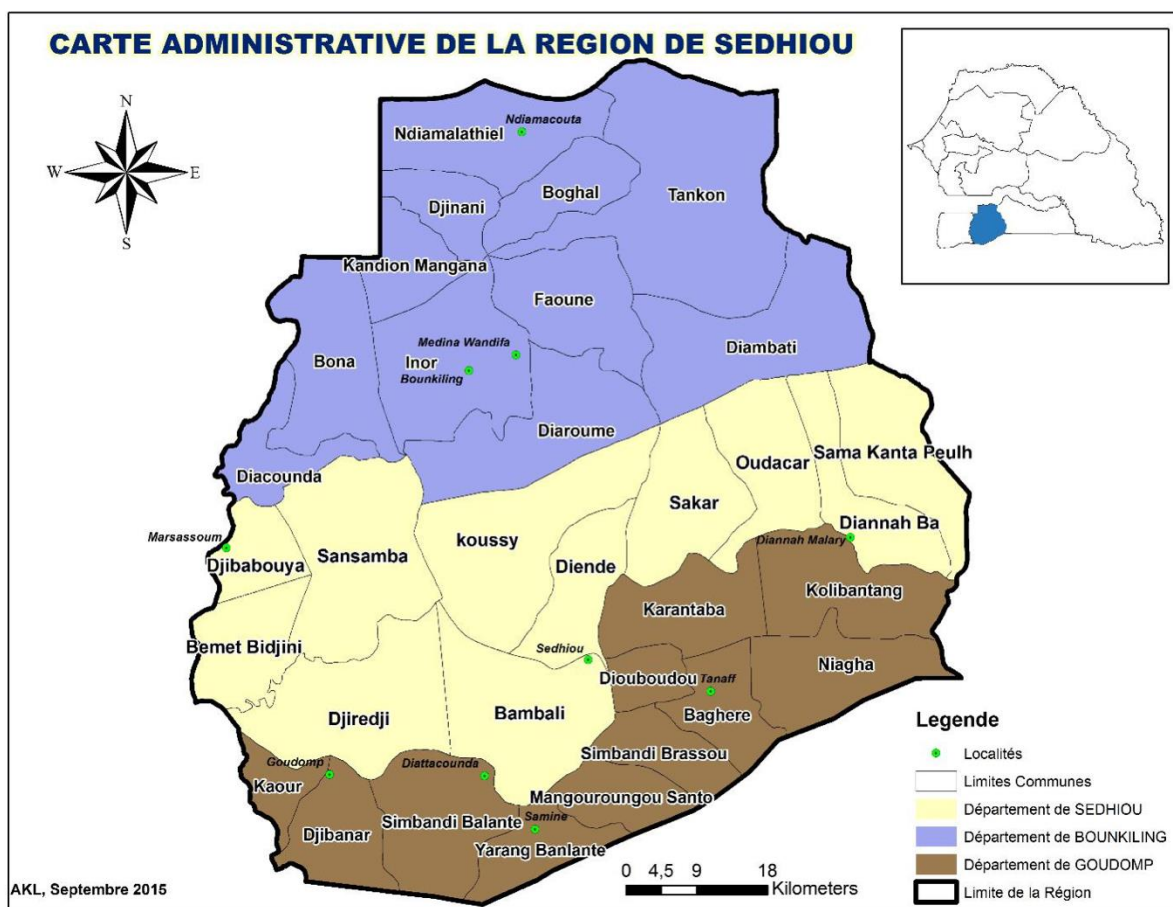 CARTE ADMINISTRATIVE DE LA REGION DE SEDHIOU
N
W E
S
Ndiamacouta
Ndiamalathiel
Boghal
Tankon
Djinani
Kandion Mangana
Faoune
Medina Wandifa
Diambati
Bona
Inor
Bounkiling
Diaroume
Sama Kanta Peulh
Oudacar
Diacounda
Sakar
Diannah Ba
Marsassoum
koussy
Diannah Malary
Sansamba
Djibabouya
Diende
Kolibantang
Karantaba
Bemet Bidjini
Sedhiou
Niagha
Diouboudou
Tanaff
Djiredji
Bambali
Baghere
Simbandi Brassou
Goudomp
Diattacounda
Kaour
Mangouroungou Santo
Samine
Simbandi Balante
Djibanar
Yarang Banlante
Legende
Localités
Limites Communes
Département de SEDHIOU
Département de BOUNKILING
Département de GOUDOMP
Limite de la Région
0 4,5 9 18
Kilometers
AKL, Septembre 2015